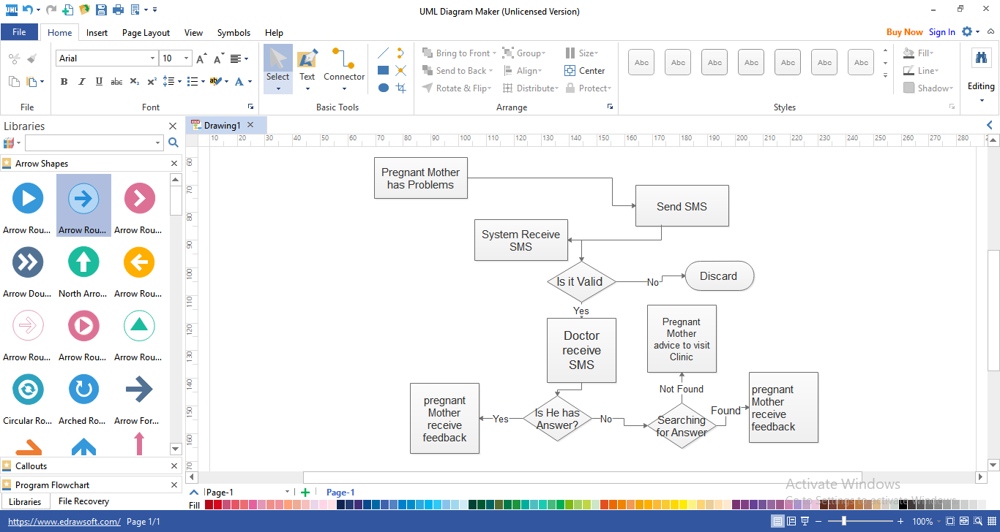 UML
UML Diagram Maker (Unlicensed Version)
File Home Insert Page Layout View Symbols Help
Buy Now Sign In
Arial 10
Select Text Connector
Bring to Front Group Size
Send to Back Align Center
Rotate & Flip Distribute Protect
Abc Abc Abc Abc Abc Abc Abc
Fill
Line
Shadow
Editing
B I U abc X₂ X² A
File Font Basic Tools Arrange Styles
Libraries
Drawing1
Arrow Shapes
10 20 30 40 50 60 70 80 90 100 110 120 130 140 150 160 170 180 190 200 210 220 230 240 250 260 270 280
60
70
80
90
100
110
120
130
140
150
160
170
Arrow Rou... Arrow Rou... Arrow Rou...
Arrow Dou... North Arro... Arrow Rou...
Arrow Rou... Arrow Rou... Arrow Rou...
Circular Ro... Arched Ro... Arrow For...
Callouts
Program Flowchart
Libraries File Recovery
Pregnant Mother
has Problems
Send SMS
System Receive
SMS
Is it Valid
No
Discard
Yes
Doctor
receive
SMS
Pregnant
Mother
advice to visit
Clinic
Not Found
pregnant
Mother
receive
feedback
Yes
Is He has
Answer?
No
Searching
for Answer
Found
pregnant
Mother
receive
feedback
Page-1 Page-1
Fill
Activate Windows
Go to Settings to activate Windows.
https://www.edrawsoft.com/ Page 1/1
100%